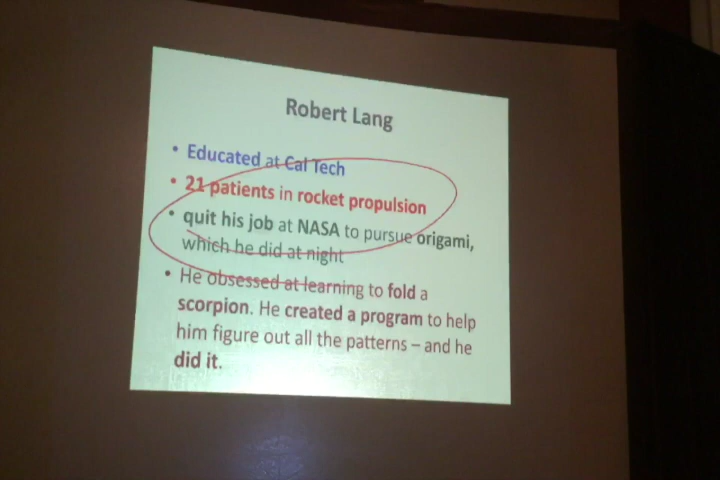 Robert Lang
• Educated at Cal Tech
• 21 patients in rocket propulsion
• quit his job at NASA to pursue origami,
which he did at night
• He obsessed at learning to fold a
scorpion. He created a program to help
him figure out all the patterns – and he
did it.